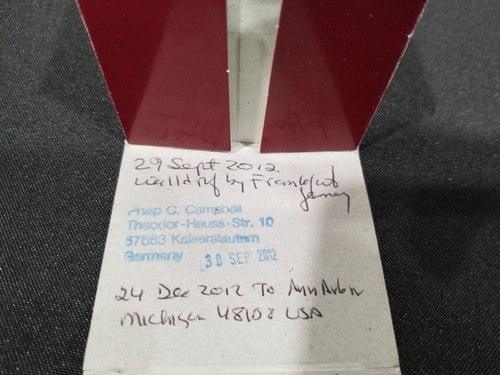 29 Sept 2012.
Walldorf by Frankfurt
Germany
Philip C. Campbell
Theodor-Heuss-Str. 10
67663 Kaiserslautern
Germany
30 SEP 2012
24 Dec 2012 To Ann Arbor
Michigan 48108 USA